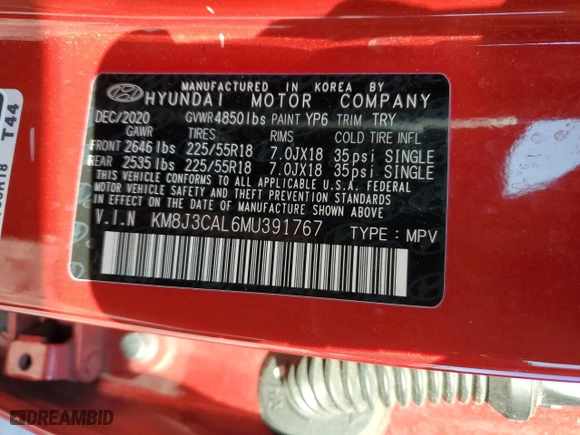 MANUFACTURED IN KOREA BY
HYUNDAI MOTOR COMPANY
DEC/2020 GVWR 4850lbs PAINT YP6 TRIM TRY
GAWR TIRES RIMS COLD TIRE INFL
FRONT 2646 lbs 225/55R18 7.0JX18 35psi SINGLE
REAR 2535 lbs 225/55R18 7.0JX18 35psi SINGLE
THIS VEHICLE CONFORMS TO ALL APPLICABLE U.S.A. FEDERAL
MOTOR VEHICLE SAFETY AND THEFT PREVENTION STANDARDS
IN EFFECT ON THE DATE OF MANUFACTURE SHOWN ABOVE.
V.I.N KM8J3CAL6MU391767 TYPE : MPV
T44
DREAMBID